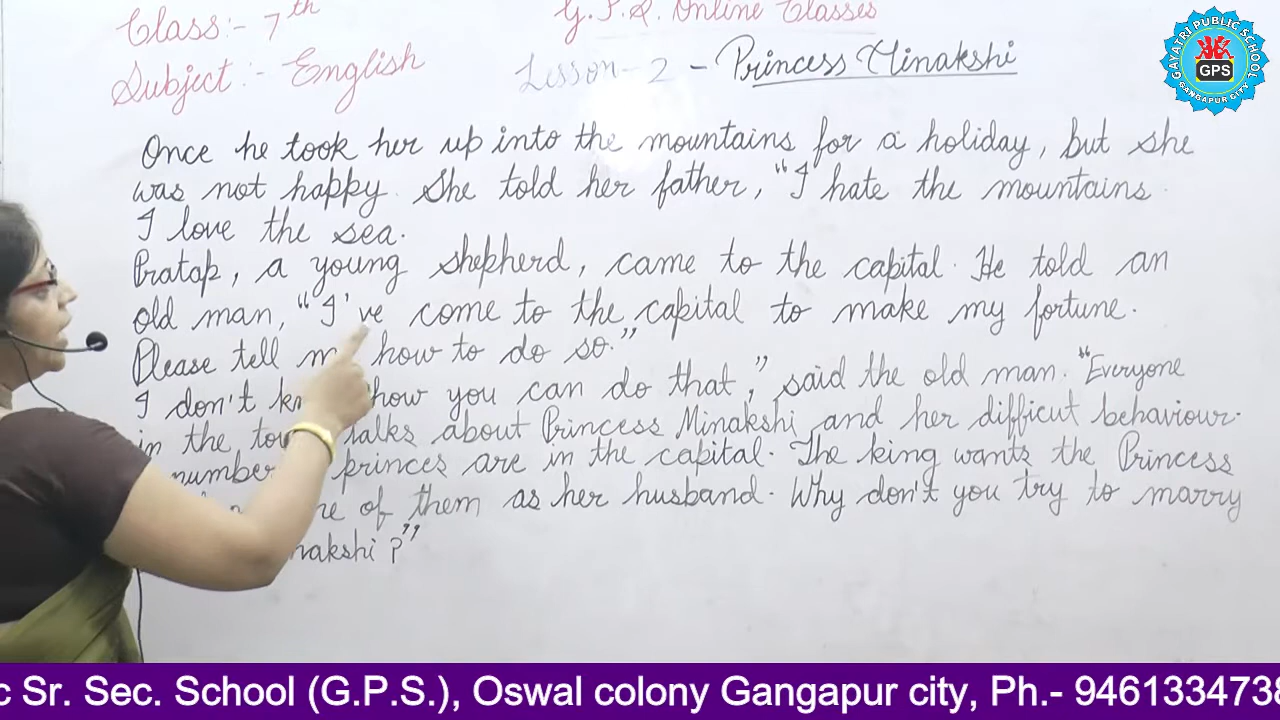 Class:- 7th
G.P.S. Online Classes
Subject:- English
Lesson- 2 - Princess Minakshi
GAYATRI PUBLIC SCHOOL
GPS
GANGAPUR CITY
Once he took her up into the mountains for a holiday, but she
was not happy. She told her father, "I hate the mountains.
I love the sea.
Pratap, a young shepherd, came to the capital. He told an
old man, "I've come to the capital to make my fortune.
Please tell how to do so."
I don't how you can do that," said the old man. "Everyone
in the talks about Princess Minakshi and her difficut behaviour.
number princes are in the capital. The king wants the Princess
of them as her husband. Why don't you try to marry
?"
c Sr. Sec. School (G.P.S.), Oswal colony Gangapur city, Ph.- 9461334738